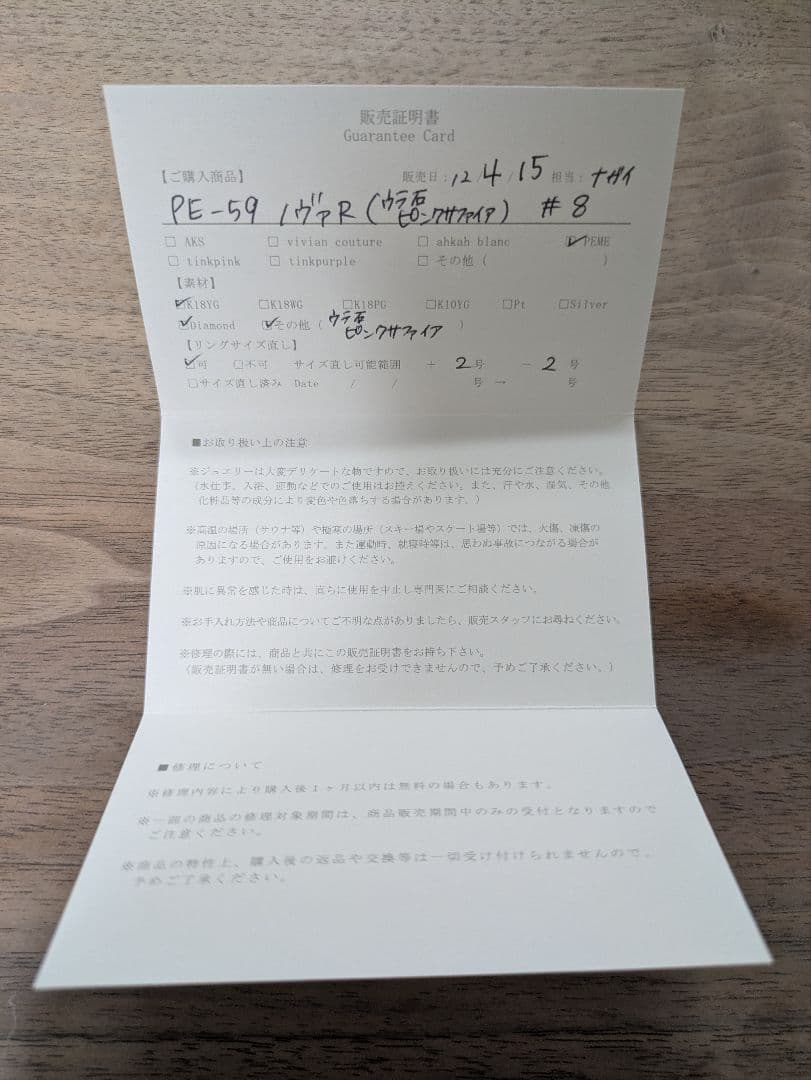 販売証明書
Guarantee Card
【ご購入商品】 販売日：12/4/15 担当：ナガイ
PE-59 ノヴァR（ウラ石ピンクサファイア） #8
□ AKS □ vivian couture □ ahkah blanc ☑ PEME
□ tinkpink □ tinkpurple □ その他（ ）
【素材】
☑K18YG □K18WG □K18PG □K10YG □Pt □Silver
☑Diamond ☑その他（ウラ石ピンクサファイア）
【リングサイズ直し】
☑可 □不可 サイズ直し可能範囲 ＋ 2号 － 2 号
□サイズ直し済み Date / / 号 → 号
■お取り扱い上の注意
※ジュエリーは大変デリケートな物ですので、お取り扱いには充分にご注意ください。
（水仕事、入浴、運動などでのご使用はお控えください。また、汗や水、湿気、その他
化粧品等の成分により変色や色落ちする場合があります。）
※高温の場所（サウナ等）や極寒の場所（スキー場やスケート場等）では、火傷、凍傷の
原因になる場合があります。また運動時、就寝時等は、思わぬ事故につながる場合が
ありますので、ご使用をお避けください。
※肌に異常を感じた時は、直ちに使用を中止し専門医にご相談ください。
※お手入れ方法や商品についてご不明な点がありましたら、販売スタッフにお尋ねください。
※修理の際には、商品と共にこの販売証明書をお持ち下さい。
（販売証明書が無い場合は、修理をお受けできませんので、予めご了承ください。）
■修理について
※修理内容により購入後1ヶ月以内は無料の場合もあります。
※一部の商品の修理対象期間は、商品販売期間中のみの受付となりますので
ご注意ください。
※商品の特性上、購入後の返品や交換等は一切受け付けられませんので、
予めご了承ください。